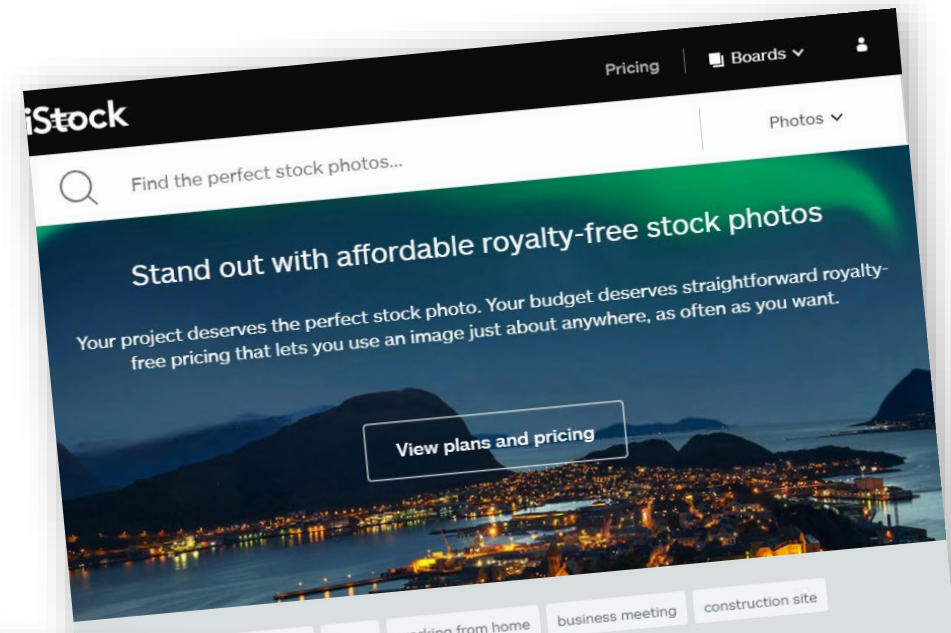 iStock
Pricing
Boards
Find the perfect stock photos...
Photos
Stand out with affordable royalty-free stock photos
Your project deserves the perfect stock photo. Your budget deserves straightforward royalty-
free pricing that lets you use an image just about anywhere, as often as you want.
View plans and pricing
from home
business meeting
construction site